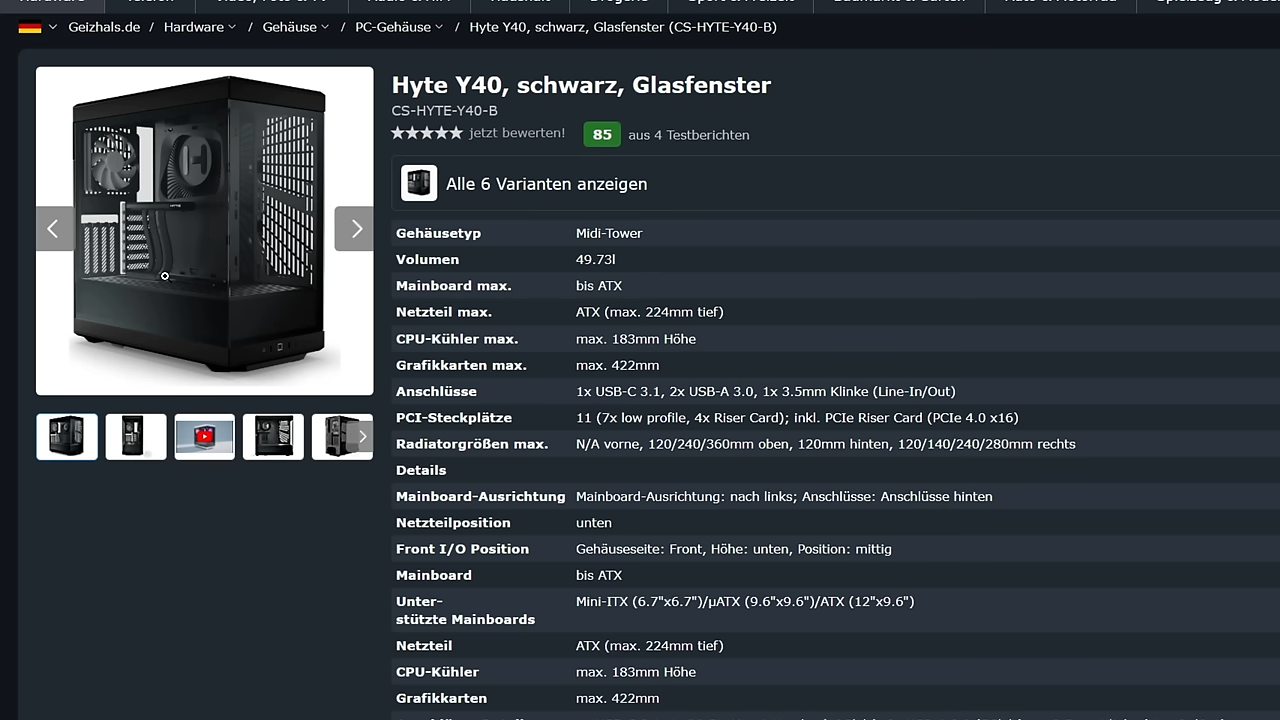 Geizhals.de / Hardware / Gehäuse / PC-Gehäuse / Hyte Y40, schwarz, Glasfenster (CS-HYTE-Y40-B)
Hyte Y40, schwarz, Glasfenster
CS-HYTE-Y40-B
jetzt bewerten! 85 aus 4 Testberichten
Alle 6 Varianten anzeigen
Gehäusetyp Midi-Tower
Volumen 49.73l
Mainboard max. bis ATX
Netzteil max. ATX (max. 224mm tief)
CPU-Kühler max. max. 183mm Höhe
Grafikkarten max. max. 422mm
Anschlüsse 1x USB-C 3.1, 2x USB-A 3.0, 1x 3.5mm Klinke (Line-In/Out)
PCI-Steckplätze 11 (7x low profile, 4x Riser Card); inkl. PCIe Riser Card (PCIe 4.0 x16)
Radiatorgrößen max. N/A vorne, 120/240/360mm oben, 120mm hinten, 120/140/240/280mm rechts
Details
Mainboard-Ausrichtung Mainboard-Ausrichtung: nach links; Anschlüsse: Anschlüsse hinten
Netzteilposition unten
Front I/O Position Gehäuseseite: Front, Höhe: unten, Position: mittig
Mainboard bis ATX
Unter- Mini-ITX (6.7"x6.7")/µATX (9.6"x9.6")/ATX (12"x9.6")
stützte Mainboards
Netzteil ATX (max. 224mm tief)
CPU-Kühler max. 183mm Höhe
Grafikkarten max. 422mm